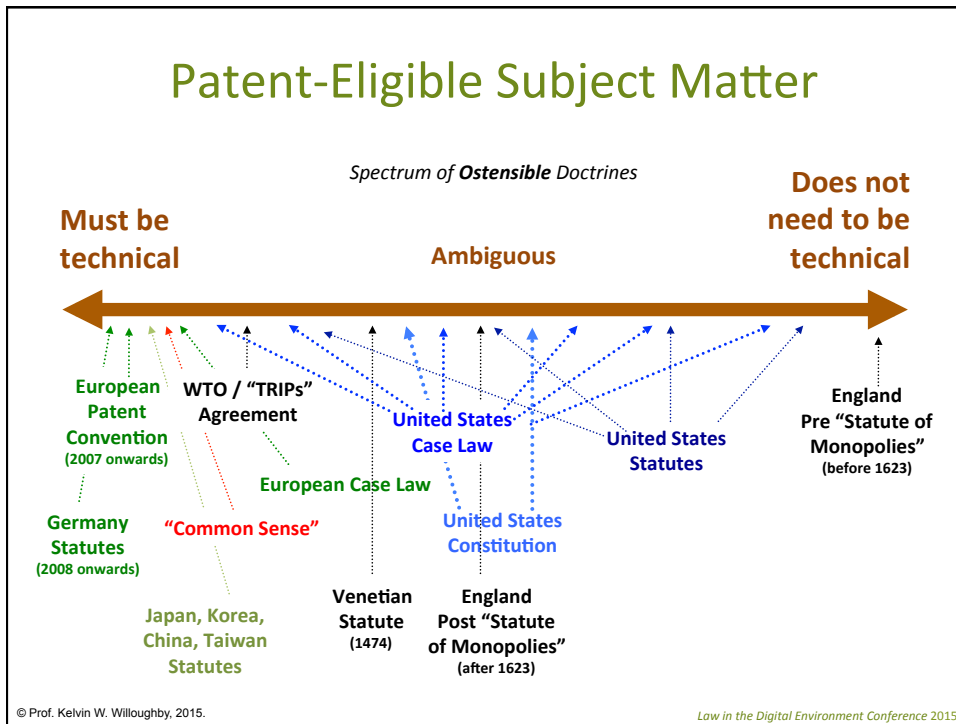 Patent-Eligible Subject Matter
Spectrum of Ostensible Doctrines
Must be
technical
Ambiguous
Does not
need to be
technical
European
Patent
Convention
(2007 onwards)
WTO / “TRIPs”
Agreement
United States
Case Law
United States
Statutes
England
Pre “Statute of
Monopolies”
(before 1623)
European Case Law
Germany
Statutes
(2008 onwards)
“Common Sense”
United States
Constitution
Japan, Korea,
China, Taiwan
Statutes
Venetian
Statute
(1474)
England
Post “Statute
of Monopolies”
(after 1623)
© Prof. Kelvin W. Willoughby, 2015.
Law in the Digital Environment Conference 2015